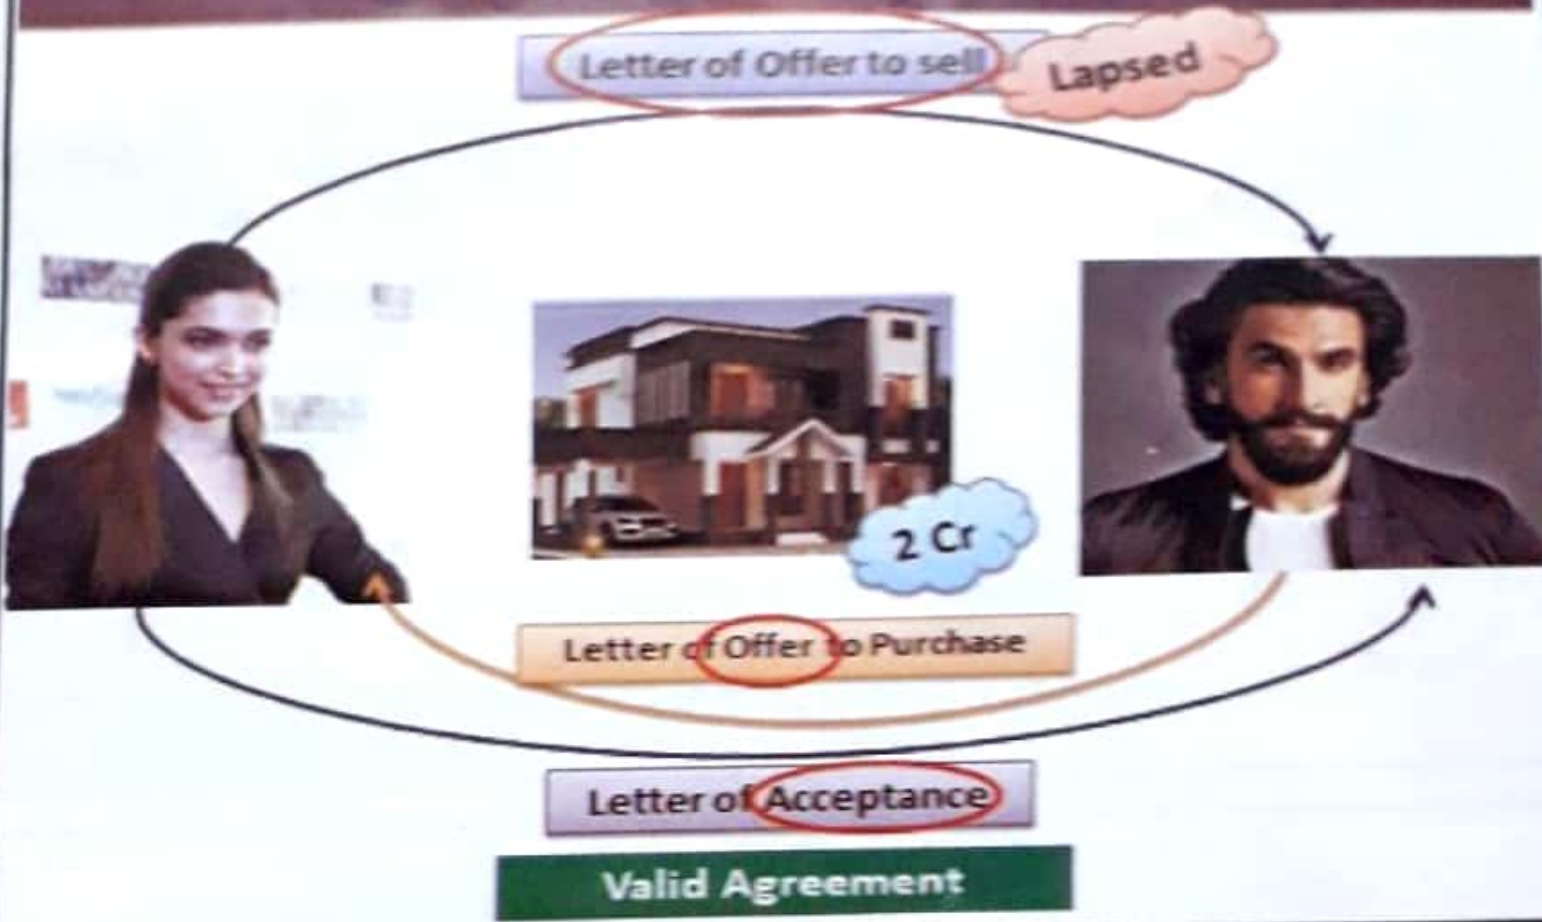 Letter of Offer to sell
Lapsed
2 Cr
Letter of Offer to Purchase
Letter of Acceptance
Valid Agreement